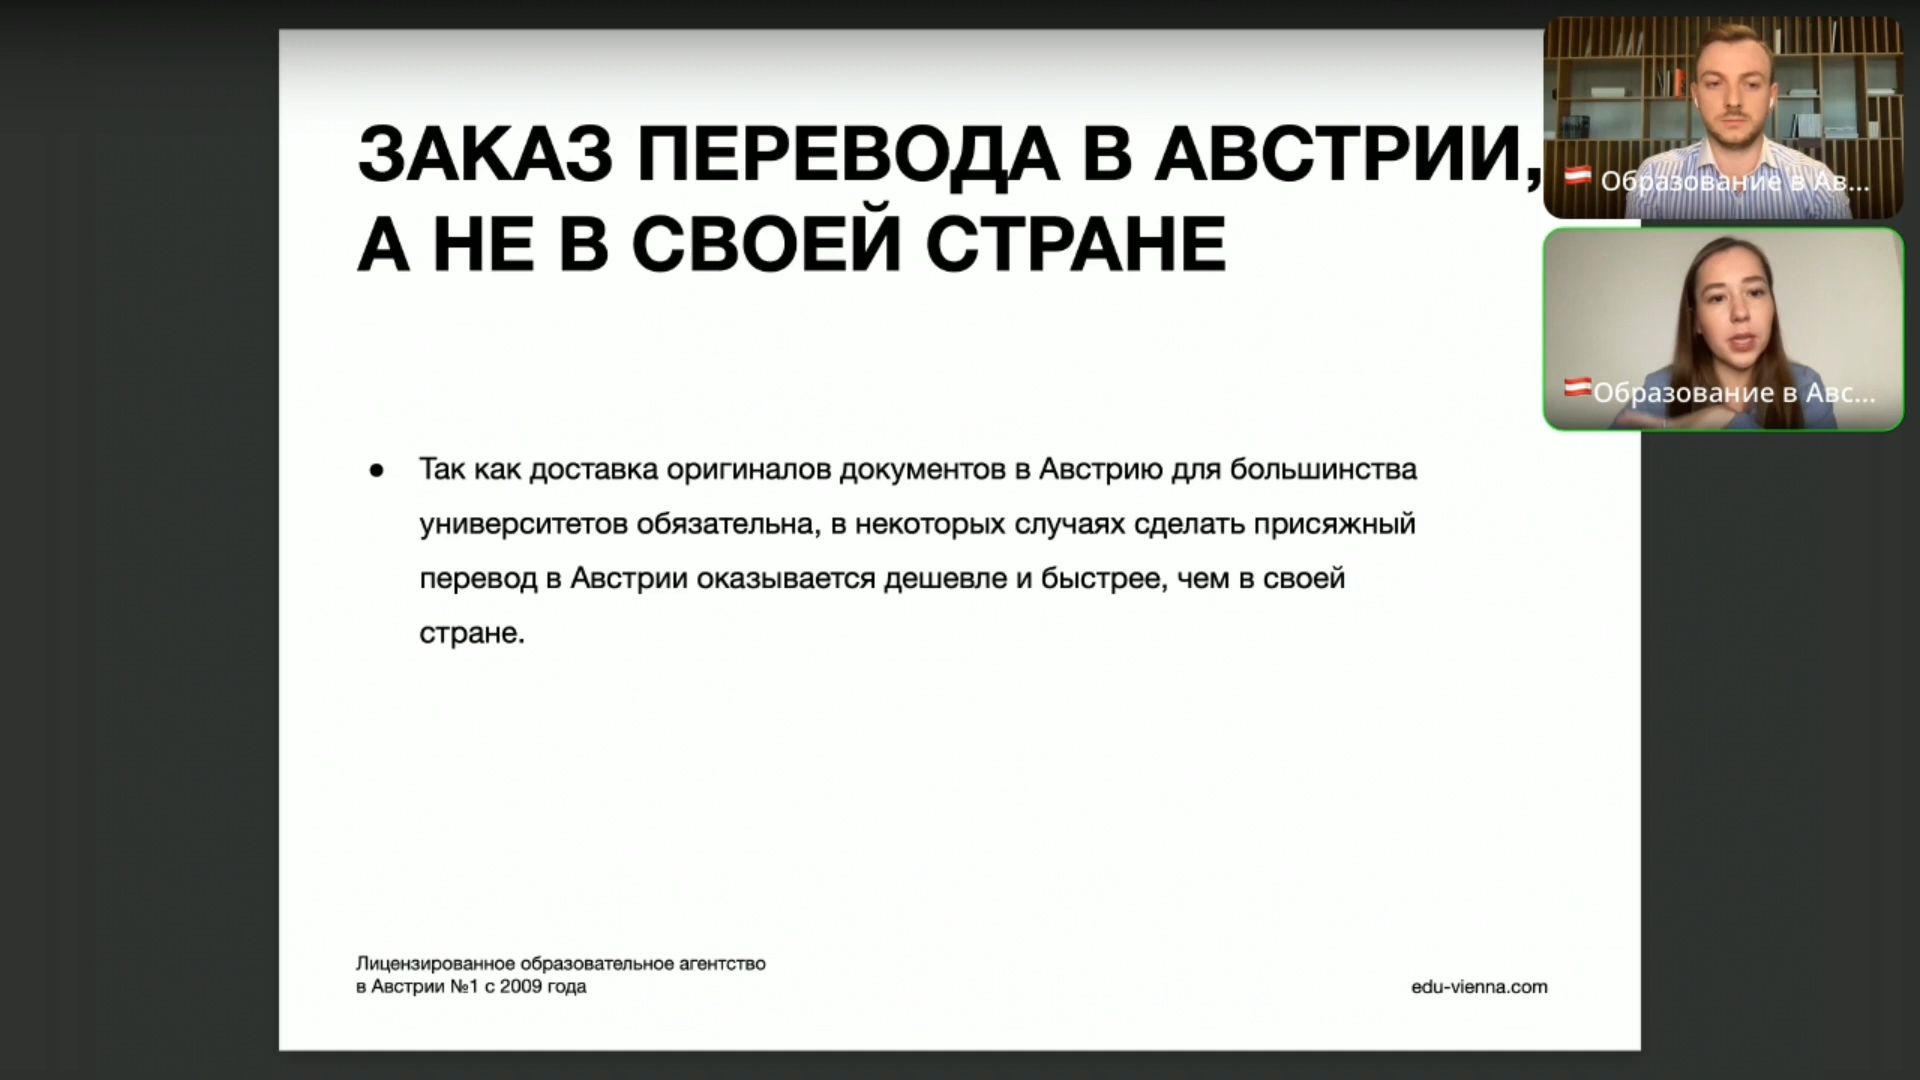 ЗАКАЗ ПЕРЕВОДА В АВСТРИИ,
А НЕ В СВОЕЙ СТРАНЕ
Образование в Ав...
Образование в Авс...
● Так как доставка оригиналов документов в Австрию для большинства
университетов обязательна, в некоторых случаях сделать присяжный
перевод в Австрии оказывается дешевле и быстрее, чем в своей
стране.
Лицензированное образовательное агентство
в Австрии №1 с 2009 года
edu-vienna.com